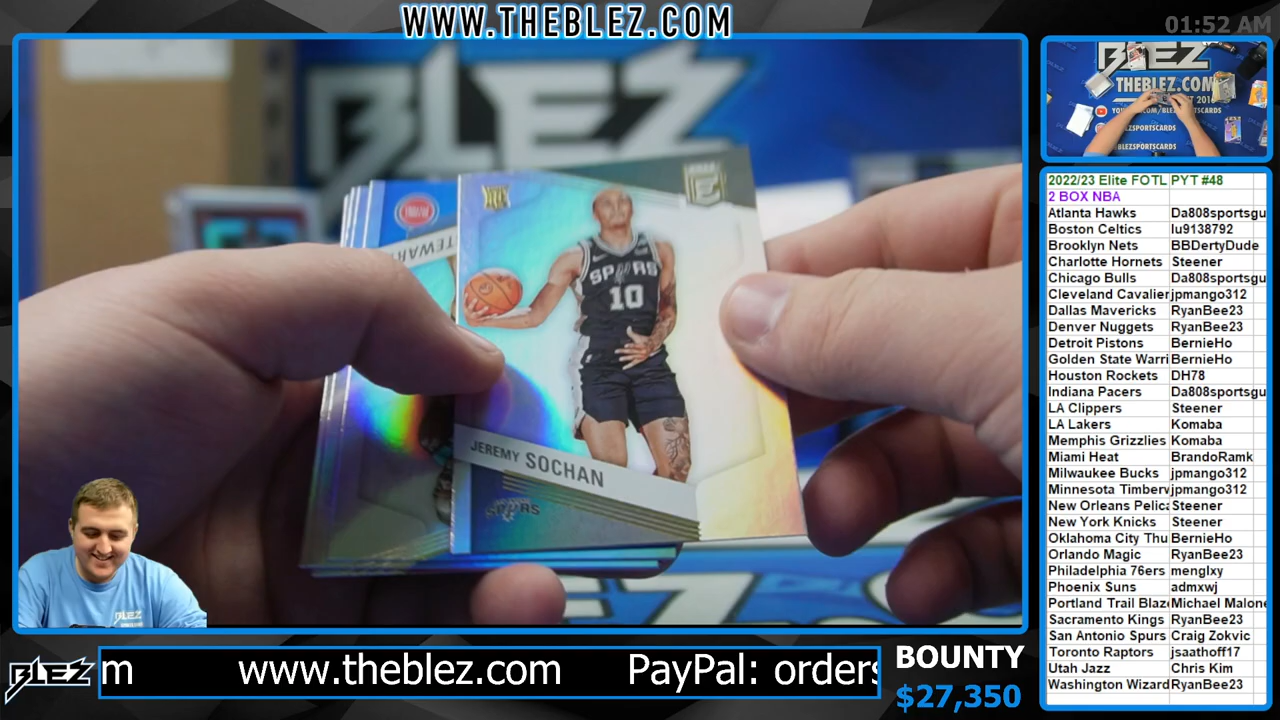 WWW.THEBLEZ.COM
01:52 AM
BLEZ
TEWAR
SPURS
10
JEREMY SOCHAN
SPURS
BLEZ
BLEZ
THEBLEZ.COM
BLEZSPORTSCARDS
2022/23 Elite FOTL PYT #48
2 BOX NBA
Atlanta Hawks Da808sportsgu
Boston Celtics lu9138792
Brooklyn Nets BBDertyDude
Charlotte Hornets Steener
Chicago Bulls Da808sportsgu
Cleveland Cavalier jpmango312
Dallas Mavericks RyanBee23
Denver Nuggets RyanBee23
Detroit Pistons BernieHo
Golden State Warri BernieHo
Houston Rockets DH78
Indiana Pacers Da808sportsgu
LA Clippers Steener
LA Lakers Komaba
Memphis Grizzlies Komaba
Miami Heat BrandoRamk
Milwaukee Bucks jpmango312
Minnesota Timberv jpmango312
New Orleans Pelica Steener
New York Knicks Steener
Oklahoma City Thu BernieHo
Orlando Magic RyanBee23
Philadelphia 76ers menglxy
Phoenix Suns admxwj
Portland Trail Blaze Michael Malone
Sacramento Kings RyanBee23
San Antonio Spurs Craig Zokvic
Toronto Raptors jsaathoff17
Utah Jazz Chris Kim
Washington Wizard RyanBee23
BLEZ
m www.theblez.com PayPal: orders
BOUNTY
$27,350